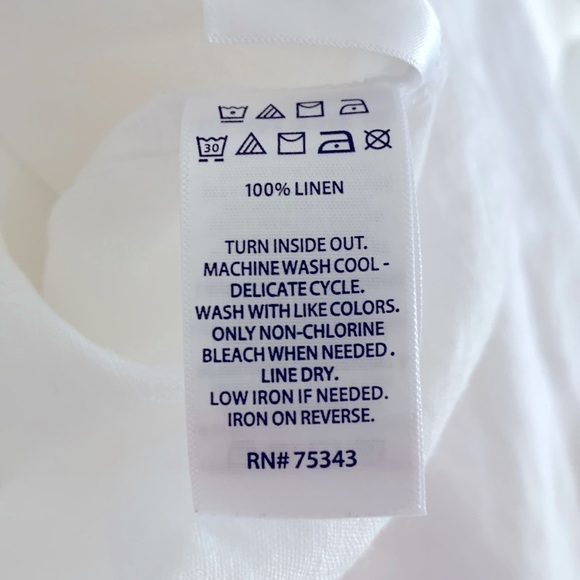 30
100% LINEN
TURN INSIDE OUT.
MACHINE WASH COOL -
DELICATE CYCLE.
WASH WITH LIKE COLORS.
ONLY NON-CHLORINE
BLEACH WHEN NEEDED.
LINE DRY.
LOW IRON IF NEEDED.
IRON ON REVERSE.
RN# 75343